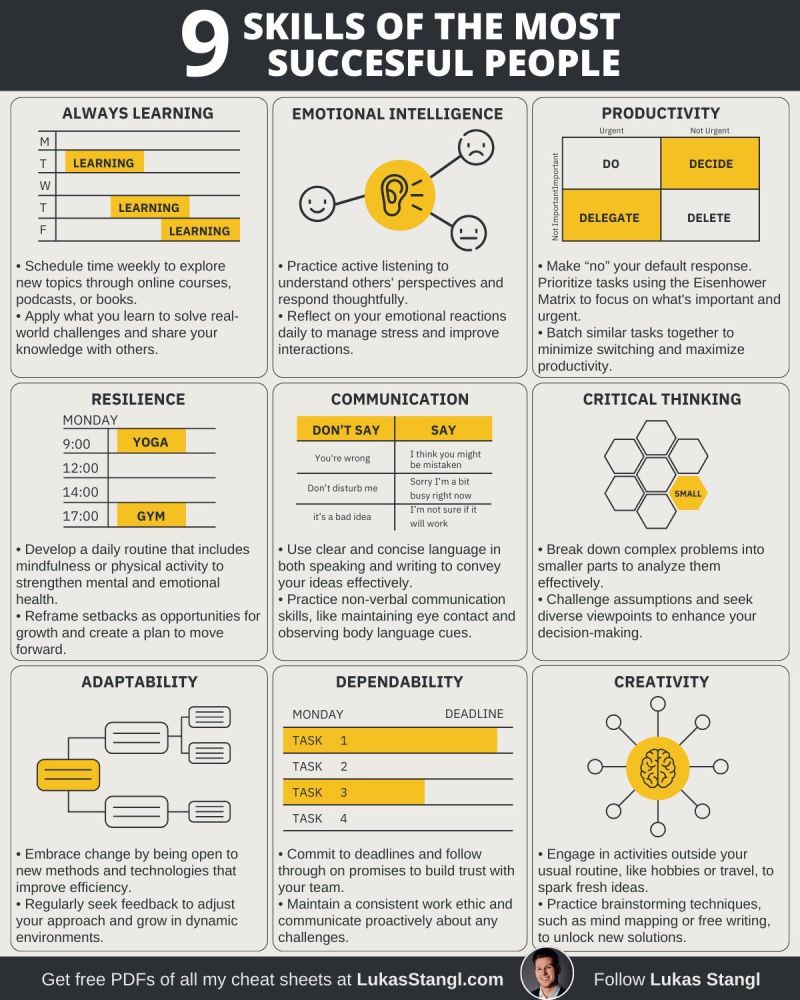 9 SKILLS OF THE MOST
SUCCESFUL PEOPLE
ALWAYS LEARNING
M
T LEARNING
W
T LEARNING
F LEARNING
• Schedule time weekly to explore
new topics through online courses,
podcasts, or books.
• Apply what you learn to solve real-
world challenges and share your
knowledge with others.
EMOTIONAL INTELLIGENCE
• Practice active listening to
understand others' perspectives and
respond thoughtfully.
• Reflect on your emotional reactions
daily to manage stress and improve
interactions.
PRODUCTIVITY
Urgent Not Urgent
Important
Not Important
DO DECIDE
DELEGATE DELETE
• Make “no” your default response.
Prioritize tasks using the Eisenhower
Matrix to focus on what's important and
urgent.
• Batch similar tasks together to
minimize switching and maximize
productivity.
RESILIENCE
MONDAY
9:00 YOGA
12:00
14:00
17:00 GYM
• Develop a daily routine that includes
mindfulness or physical activity to
strengthen mental and emotional
health.
• Reframe setbacks as opportunities for
growth and create a plan to move
forward.
COMMUNICATION
DON’T SAY SAY
You're wrong
I think you might
be mistaken
Don’t disturb me
Sorry I’m a bit
busy right now
it’s a bad idea
I’m not sure if it
will work
• Use clear and concise language in
both speaking and writing to convey
your ideas effectively.
• Practice non-verbal communication
skills, like maintaining eye contact and
observing body language cues.
CRITICAL THINKING
SMALL
• Break down complex problems into
smaller parts to analyze them
effectively.
• Challenge assumptions and seek
diverse viewpoints to enhance your
decision-making.
ADAPTABILITY
• Embrace change by being open to
new methods and technologies that
improve efficiency.
• Regularly seek feedback to adjust
your approach and grow in dynamic
environments.
DEPENDABILITY
MONDAY DEADLINE
TASK 1
TASK 2
TASK 3
TASK 4
• Commit to deadlines and follow
through on promises to build trust with
your team.
• Maintain a consistent work ethic and
communicate proactively about any
challenges.
CREATIVITY
• Engage in activities outside your
usual routine, like hobbies or travel, to
spark fresh ideas.
• Practice brainstorming techniques,
such as mind mapping or free writing,
to unlock new solutions.
Get free PDFs of all my cheat sheets at LukasStangl.com
Follow Lukas Stangl